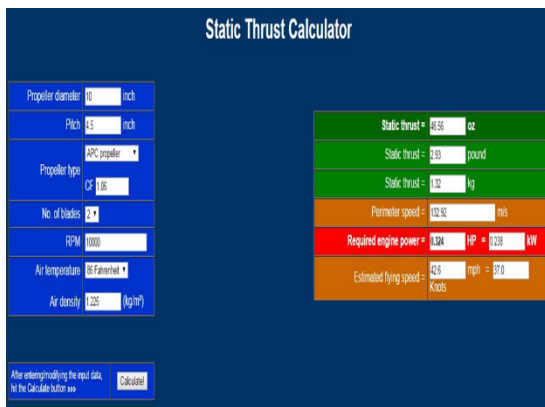 Static Thrust Calculator
Propeller diameter 10 inch
Pitch 4.5 inch
Propeller type APC propeller
CF 1.06
No. of blades 2
RPM 10000
Air temperature 86 Fahrenheit
Air density 1.225 (kg/m³)
After entering/modifying the input data,
hit the Calculate button »»» Calculate!
Static thrust = 46.56 oz
Static thrust = 2.93 pound
Static thrust = 1.32 kg
Perimeter speed = 132.92 m/s
Required engine power = 0.324 HP = 0.238 kW
Estimated flying speed = 42.6 mph = 37.0
Knots